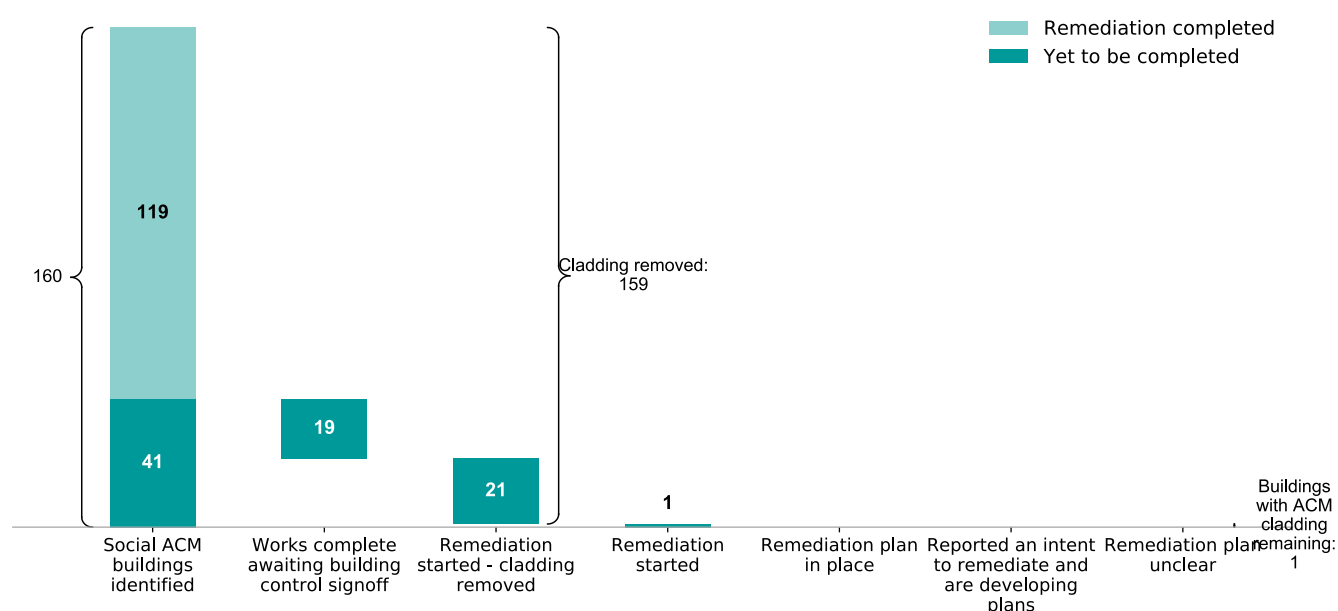 Remediation completed
Yet to be completed
119
160
Cladding removed:
159
19
41
21
1
Buildings
with ACM
cladding
remaining:
1
Social ACM
buildings
identified
Works complete
awaiting building
control signoff
Remediation
started - cladding
removed
Remediation
started
Remediation plan
in place
Reported an intent
to remediate and
are developing
plans
Remediation plan
unclear